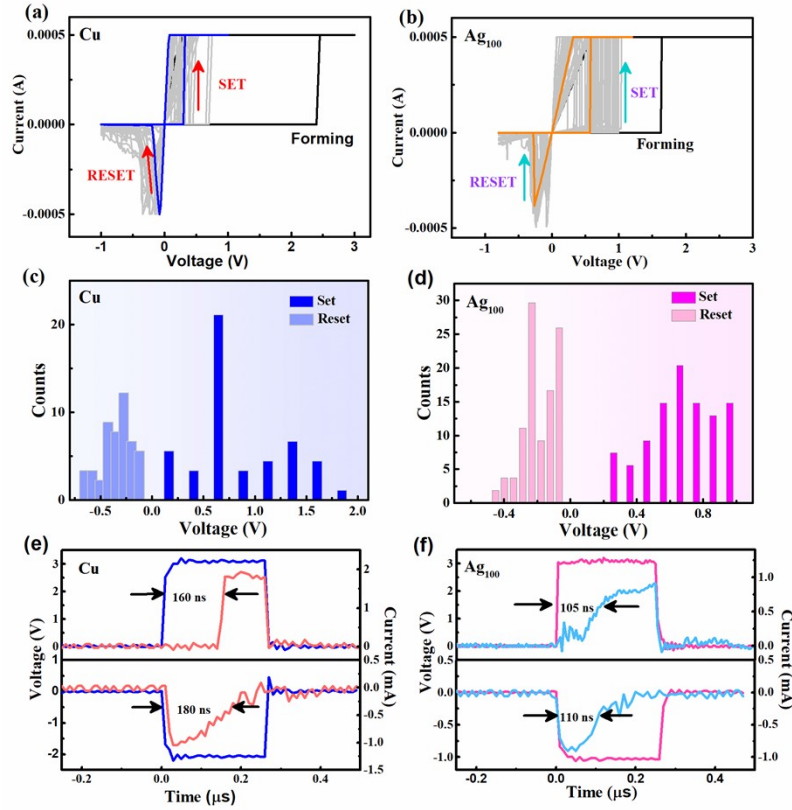 (a)
Cu
SET
Forming
RESET
Current (A)
0.0005
0.0000
-0.0005
-1 0 1 2 3
Voltage (V)
(b)
Ag100
SET
Forming
RESET
Current (A)
0.0005
0.0000
-0.0005
-1 0 1 2 3
Voltage (V)
(c)
Cu
Set
Reset
Counts
20
10
0
-0.5 0.0 0.5 1.0 1.5 2.0
Voltage (V)
(d)
Ag100
Set
Reset
Counts
30
25
20
15
10
5
0
-0.4 0.0 0.4 0.8
Voltage (V)
(e)
Cu
160 ns
180 ns
Voltage (V)
3
2
1
0
1
0
-1
-2
Current (mA)
2
1
0
0.5
0.0
-0.5
-1.0
-1.5
-0.2 0.0 0.2 0.4
Time (μs)
(f)
Ag100
105 ns
110 ns
Voltage (V)
3
2
1
0
0.5
0.0
-0.5
-1.0
Current (mA)
1.0
0.5
0.0
0.5
0.0
-0.5
-1.0
-0.2 0.0 0.2 0.4
Time (μs)